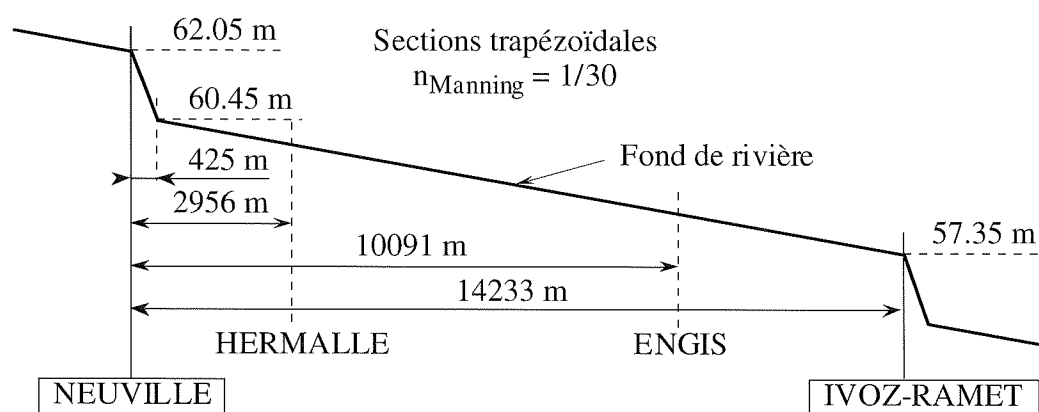 62.05 m
Sections trapézoïdales
nManning = 1/30
60.45 m
Fond de rivière
425 m
2956 m
57.35 m
10091 m
14233 m
HERMALLE
ENGIS
NEUVILLE
IVOZ-RAMET